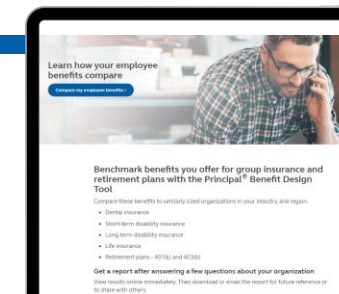 Learn how your employee
benefits compare
Compare my employee benefits ›
Benchmark benefits you offer for group insurance and
retirement plans with the Principal® Benefit Design
Tool
Compare these benefits to similarly sized organizations in your industry and region.
• Dental insurance
• Short-term disability insurance
• Long-term disability insurance
• Life insurance
• Retirement plans - 401(k) and 403(b)
Get a report after answering a few questions about your organization
View results online immediately. Then download or email the report for future reference or
to share with others.